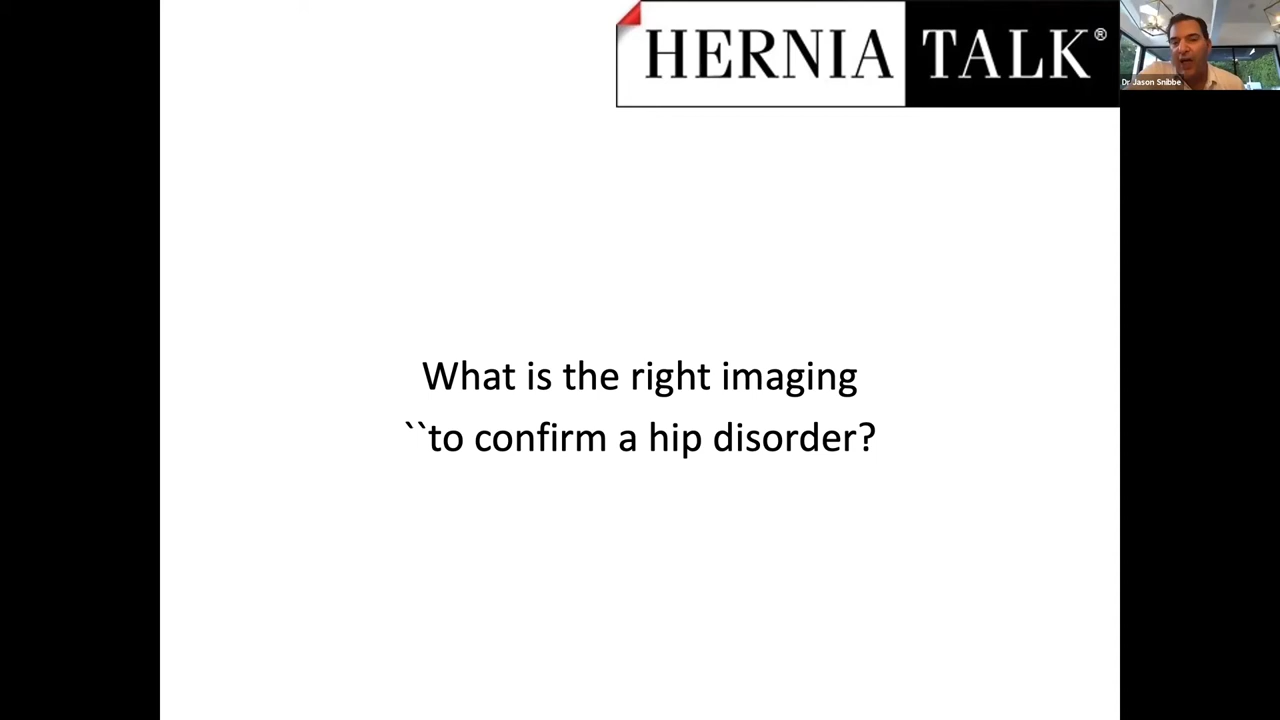 HERNIA TALK®
Dr Jason Snibbe
What is the right imaging
``to confirm a hip disorder?